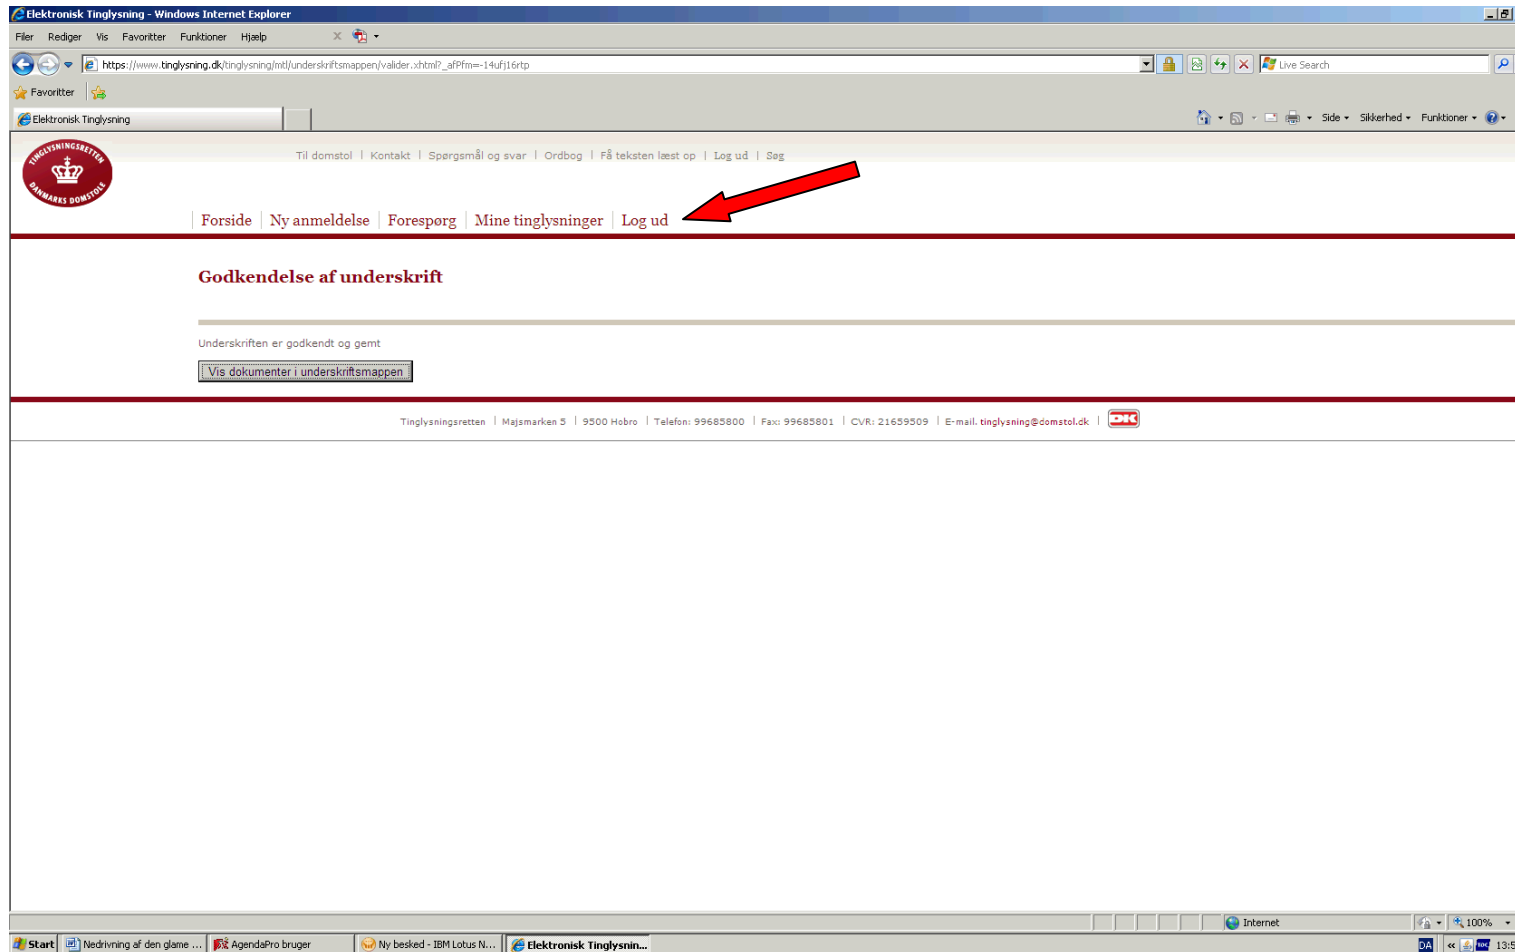 Elektronisk Tinglysning - Windows Internet Explorer
Filer Rediger Vis Favoritter Funktioner Hjælp
https://www.tinglysning.dk/tinglysning/mtl/underskriftsmappen/valider.xhtml?_afPfm=-14ufj16rtp
Live Search
Favoritter
Elektronisk Tinglysning
Side Sikkerhed Funktioner
TINGLYSNINGSRETTEN
DANMARKS DOMSTOLE
Til domstol | Kontakt | Spørgsmål og svar | Ordbog | Få teksten læst op | Log ud | Søg
Forside | Ny anmeldelse | Forespørg | Mine tinglysninger | Log ud
Godkendelse af underskrift
Underskriften er godkendt og gemt
Vis dokumenter i underskriftsmappen
Tinglysningsretten | Majsmarken 5 | 9500 Hobro | Telefon: 99685800 | Fax: 99685801 | CVR: 21659509 | E-mail. tinglysning@domstol.dk | DK
Internet
100%
Start Nedrivning af den glame ... AgendaPro bruger Ny besked - IBM Lotus N... Elektronisk Tinglysnin... DA «